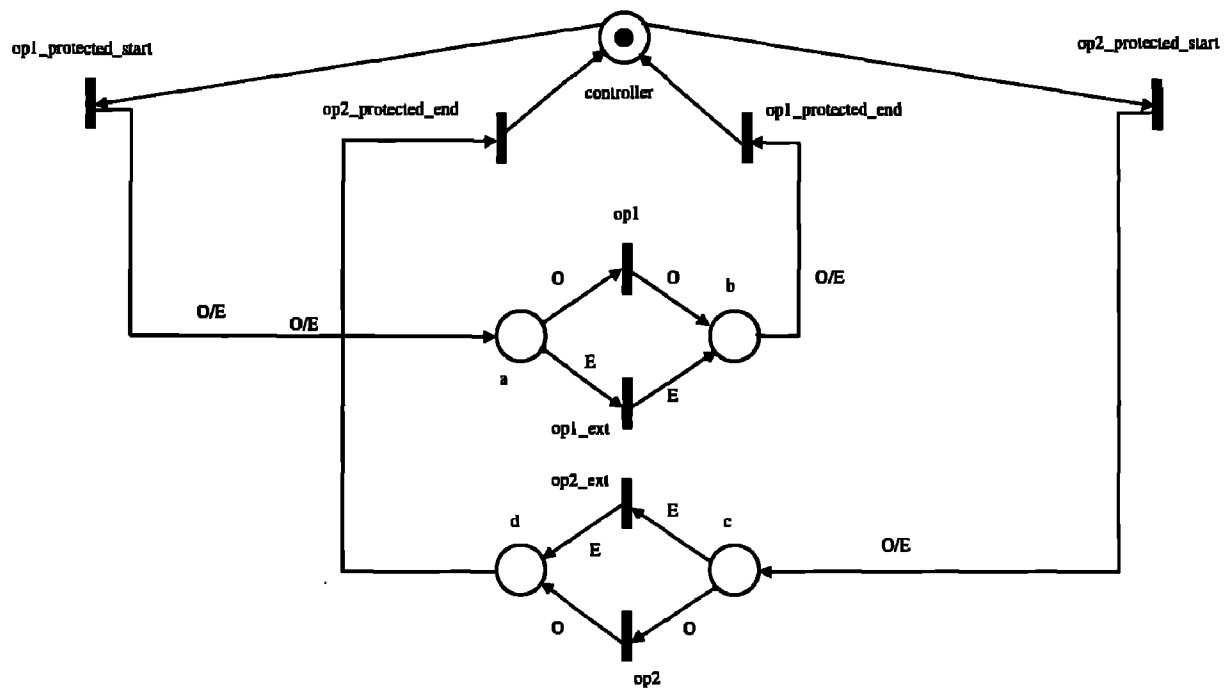 op1_protected_start
op2_protected_start
controller
op2_protected_end
op1_protected_end
op1
O
O
b
O/E
O/E
O/E
a
E
E
op1_ext
op2_ext
d
E
c
E
O/E
O
O
op2